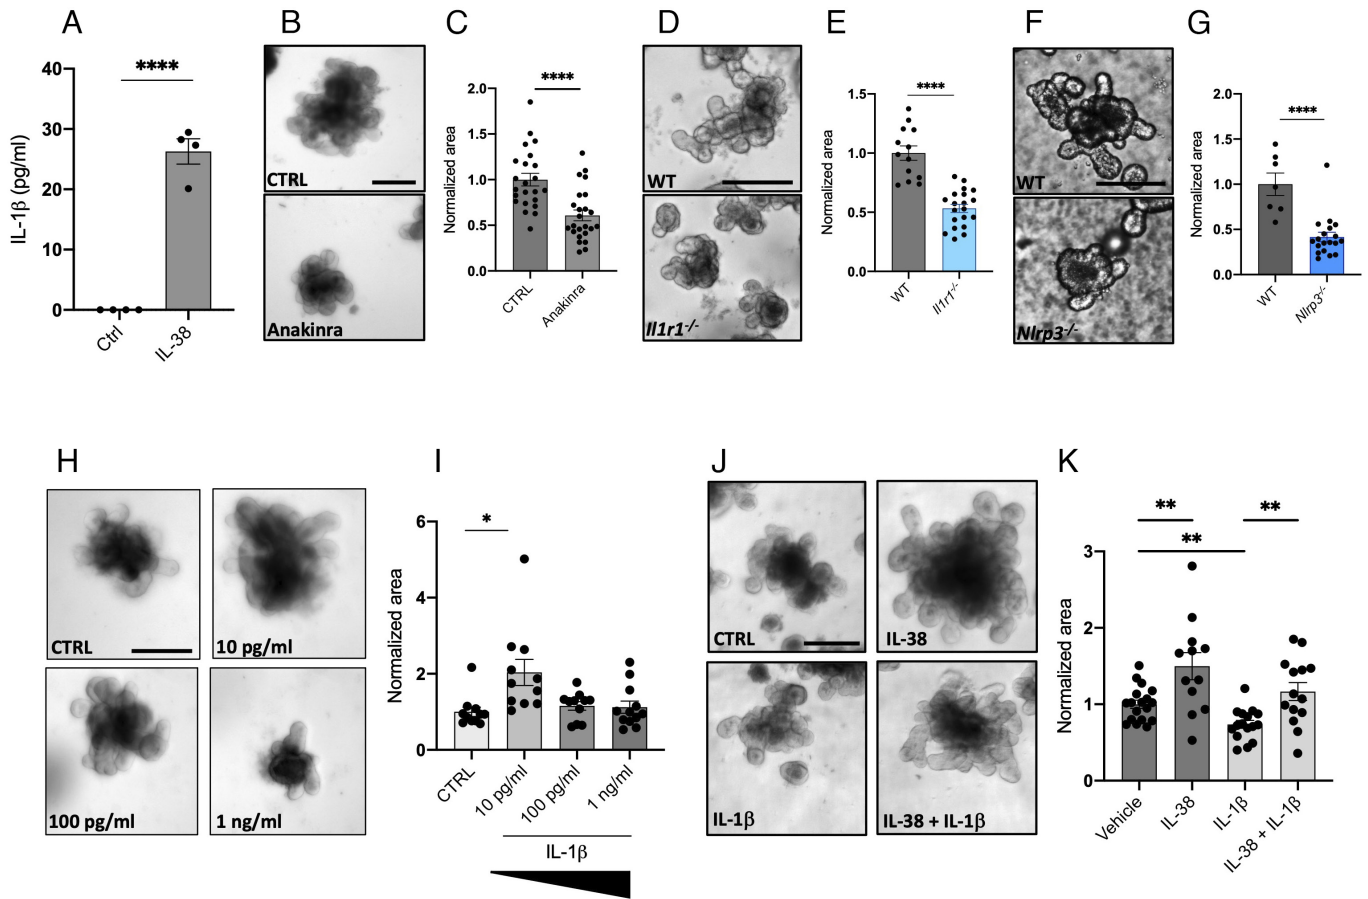 A
IL-1β (pg/ml)
40
30
20
10
0
****
Ctrl
IL-38
B
CTRL
Anakinra
C
Normalized area
2.0
1.5
1.0
0.5
0.0
****
CTRL
Anakinra
D
WT
Il1r1-/-
E
Normalized area
1.5
1.0
0.5
0.0
****
WT
Il1r1-/-
F
WT
Nlrp3-/-
G
Normalized area
2.0
1.5
1.0
0.5
0.0
****
WT
Nlrp3-/-
H
CTRL
10 pg/ml
100 pg/ml
1 ng/ml
I
Normalized area
6
4
2
0
*
CTRL
10 pg/ml
100 pg/ml
1 ng/ml
IL-1β
J
CTRL
IL-38
IL-1β
IL-38 + IL-1β
K
Normalized area
3
2
1
0
**
**
**
Vehicle
IL-38
IL-1β
IL-38 + IL-1β